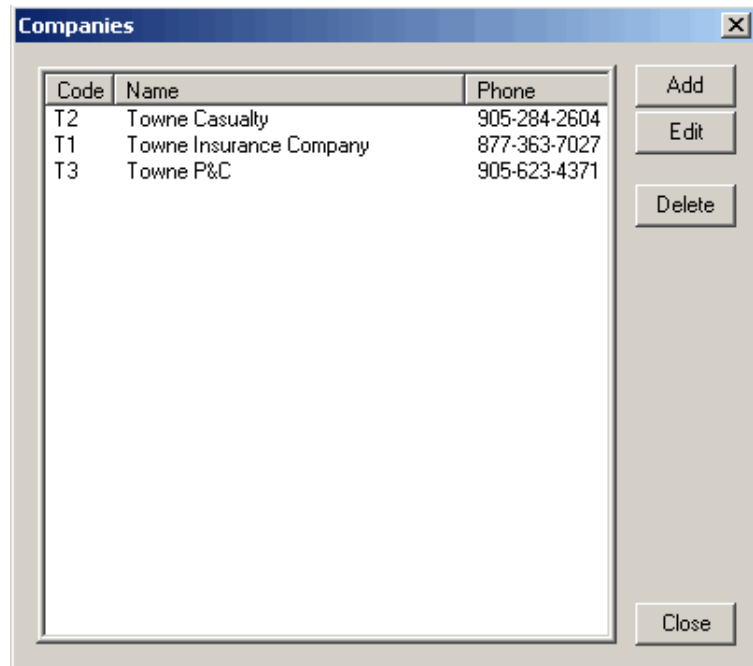 Companies
Code Name Phone
T2 Towne Casualty 905-284-2604
T1 Towne Insurance Company 877-363-7027
T3 Towne P&C 905-623-4371
Add
Edit
Delete
Close